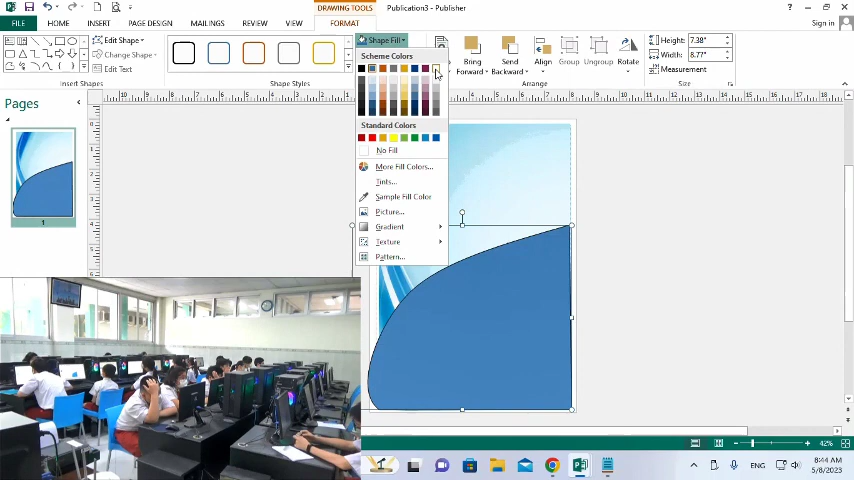 DRAWING TOOLS
Publication3 - Publisher
FILE HOME INSERT PAGE DESIGN MAILINGS REVIEW VIEW FORMAT
Sign in
Edit Shape
Change Shape
Edit Text
Insert Shapes
Shape Styles
Shape Fill
Bring Forward
Send Backward
Align
Group
Ungroup
Rotate
Arrange
Height: 7.38"
Width: 8.77"
Measurement
Size
Pages
1
Scheme Colors
Standard Colors
No Fill
More Fill Colors...
Tints...
Sample Fill Color
Picture...
Gradient
Texture
Pattern...
42%
ENG
8:44 AM
5/8/2023